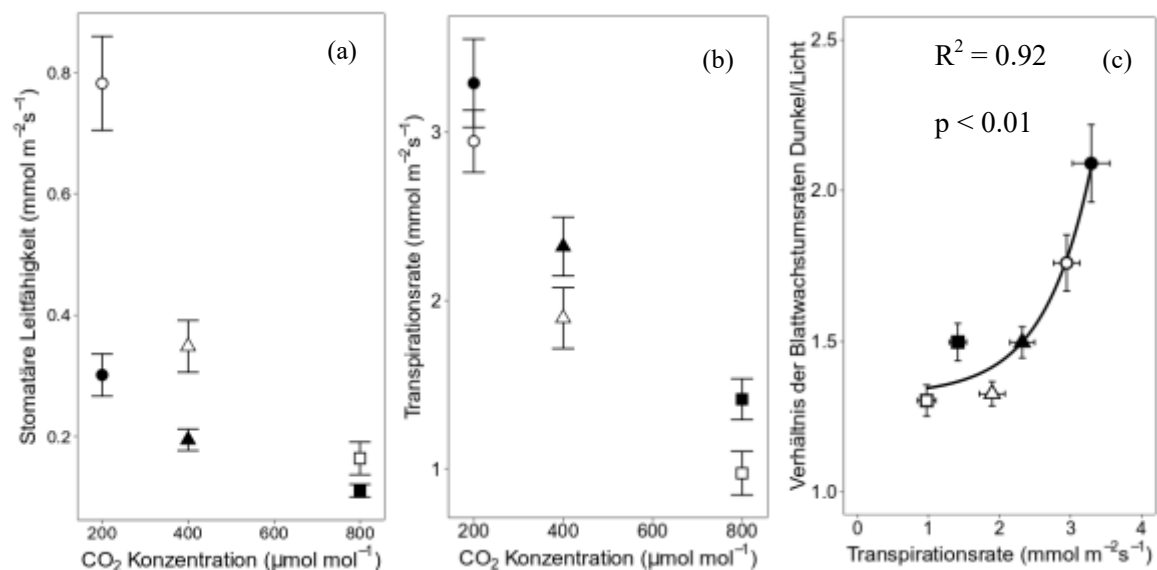 Stomatäre Leitfähigkeit (mmol m⁻²s⁻¹)
0.8
0.6
0.4
0.2
(a)
200
400
600
800
CO₂ Konzentration (µmol mol⁻¹)
Transpirationsrate (mmol m⁻²s⁻¹)
3
2
1
(b)
200
400
600
800
CO₂ Konzentration (µmol mol⁻¹)
Verhältnis der Blattwachstumsraten Dunkel/Licht
2.5
2.0
1.5
1.0
R² = 0.92
(c)
p < 0.01
0
1
2
3
4
Transpirationsrate (mmol m⁻²s⁻¹)